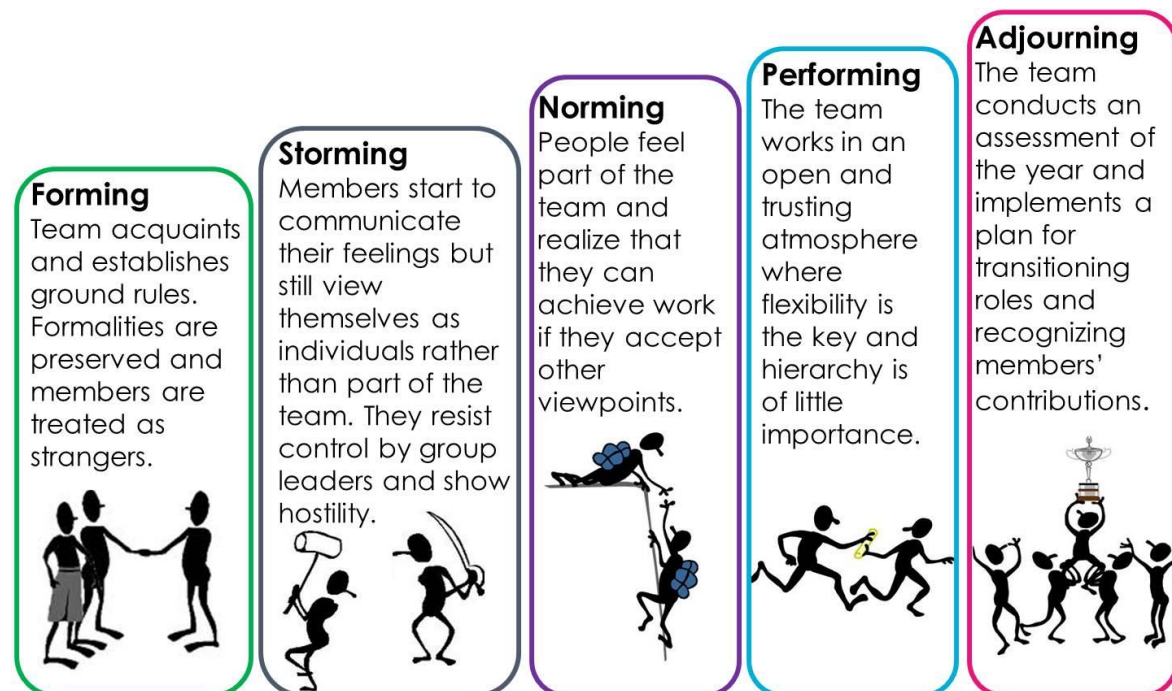 Forming
Team acquaints
and establishes
ground rules.
Formalities are
preserved and
members are
treated as
strangers.
Storming
Members start to
communicate
their feelings but
still view
themselves as
individuals rather
than part of the
team. They resist
control by group
leaders and show
hostility.
Norming
People feel
part of the
team and
realize that
they can
achieve work
if they accept
other
viewpoints.
Performing
The team
works in an
open and
trusting
atmosphere
where
flexibility is
the key and
hierarchy is
of little
importance.
Adjourning
The team
conducts an
assessment of
the year and
implements a
plan for
transitioning
roles and
recognizing
members’
contributions.